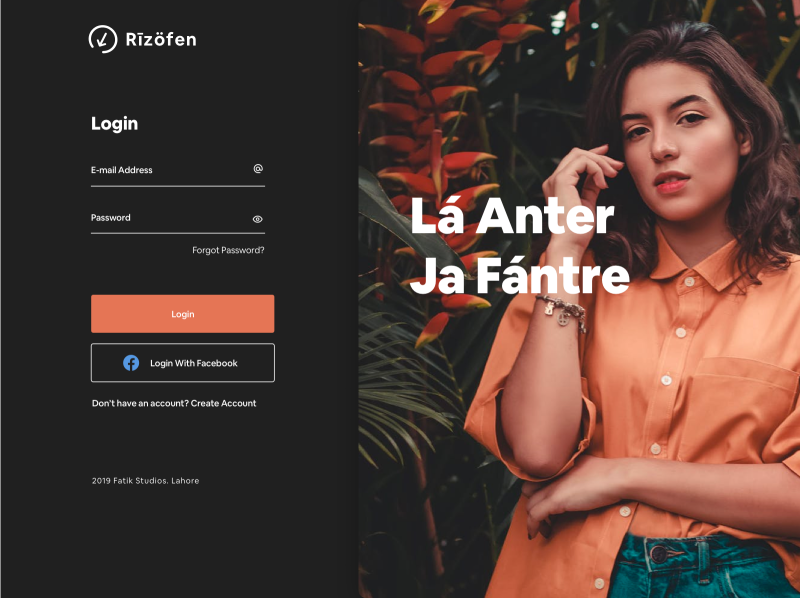 Rīzöfen
Login
E-mail Address
Password
Forgot Password?
Login
Login With Facebook
Don't have an account? Create Account
2019 Fatik Studios. Lahore
Lá Anter
Ja Fántre